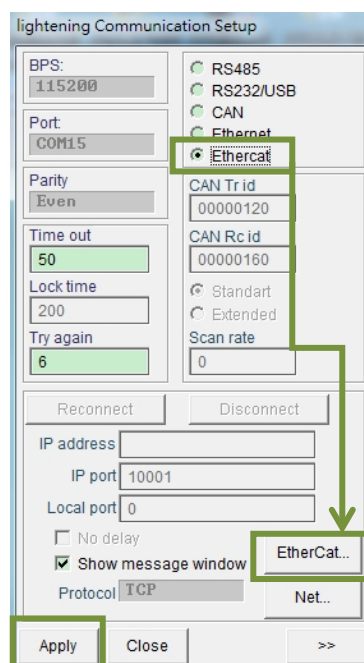 lightening Communication Setup
BPS:
115200
Port:
COM15
Parity
Even
Time out
50
Lock time
200
Try again
6
RS485
RS232/USB
CAN
Ethernet
Ethercat
CAN Tr id
00000120
CAN Rc id
00000160
Standart
Extended
Scan rate
0
Reconnect Disconnect
IP address
IP port 10001
Local port 0
No delay
Show message window
EtherCat...
Protocol TCP
Net...
Apply Close >>